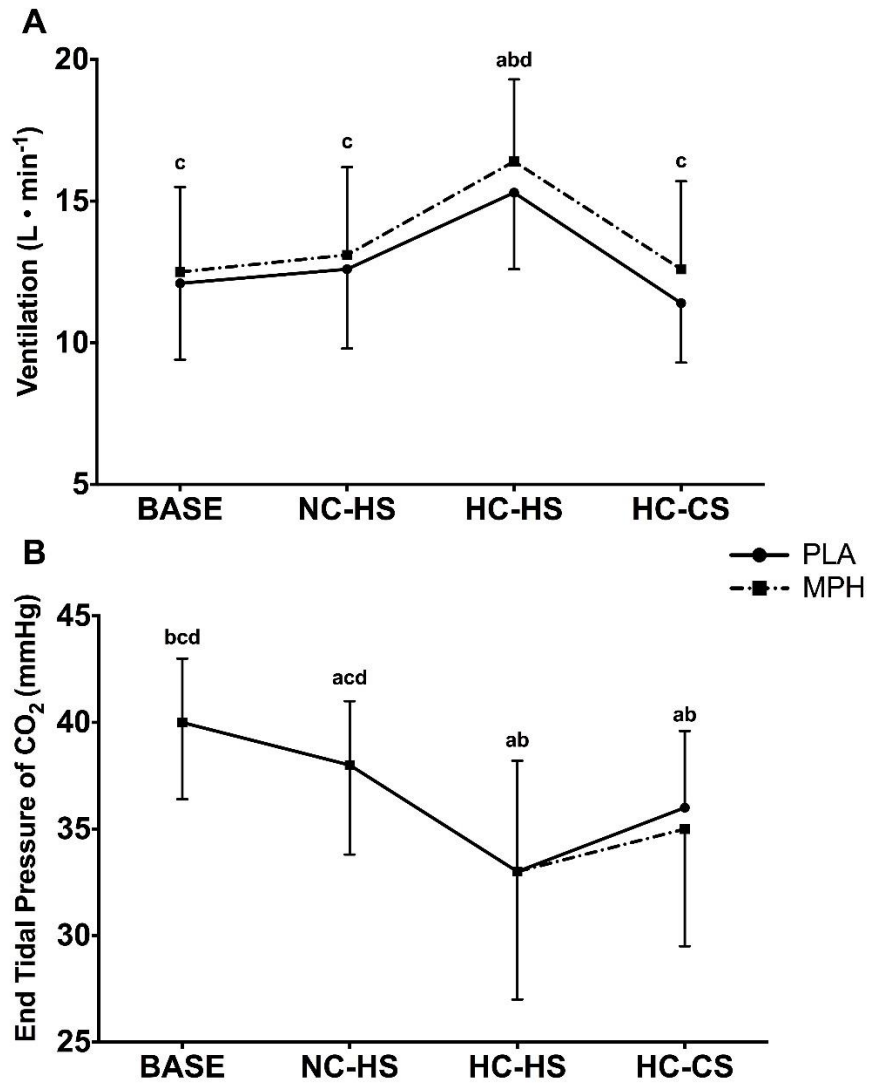 A
Ventilation (L • min-1)
20
15
10
5
c
c
abd
c
BASE NC-HS HC-HS HC-CS
B
PLA
MPH
End Tidal Pressure of CO2 (mmHg)
45
40
35
30
25
bcd
acd
ab
ab
BASE NC-HS HC-HS HC-CS